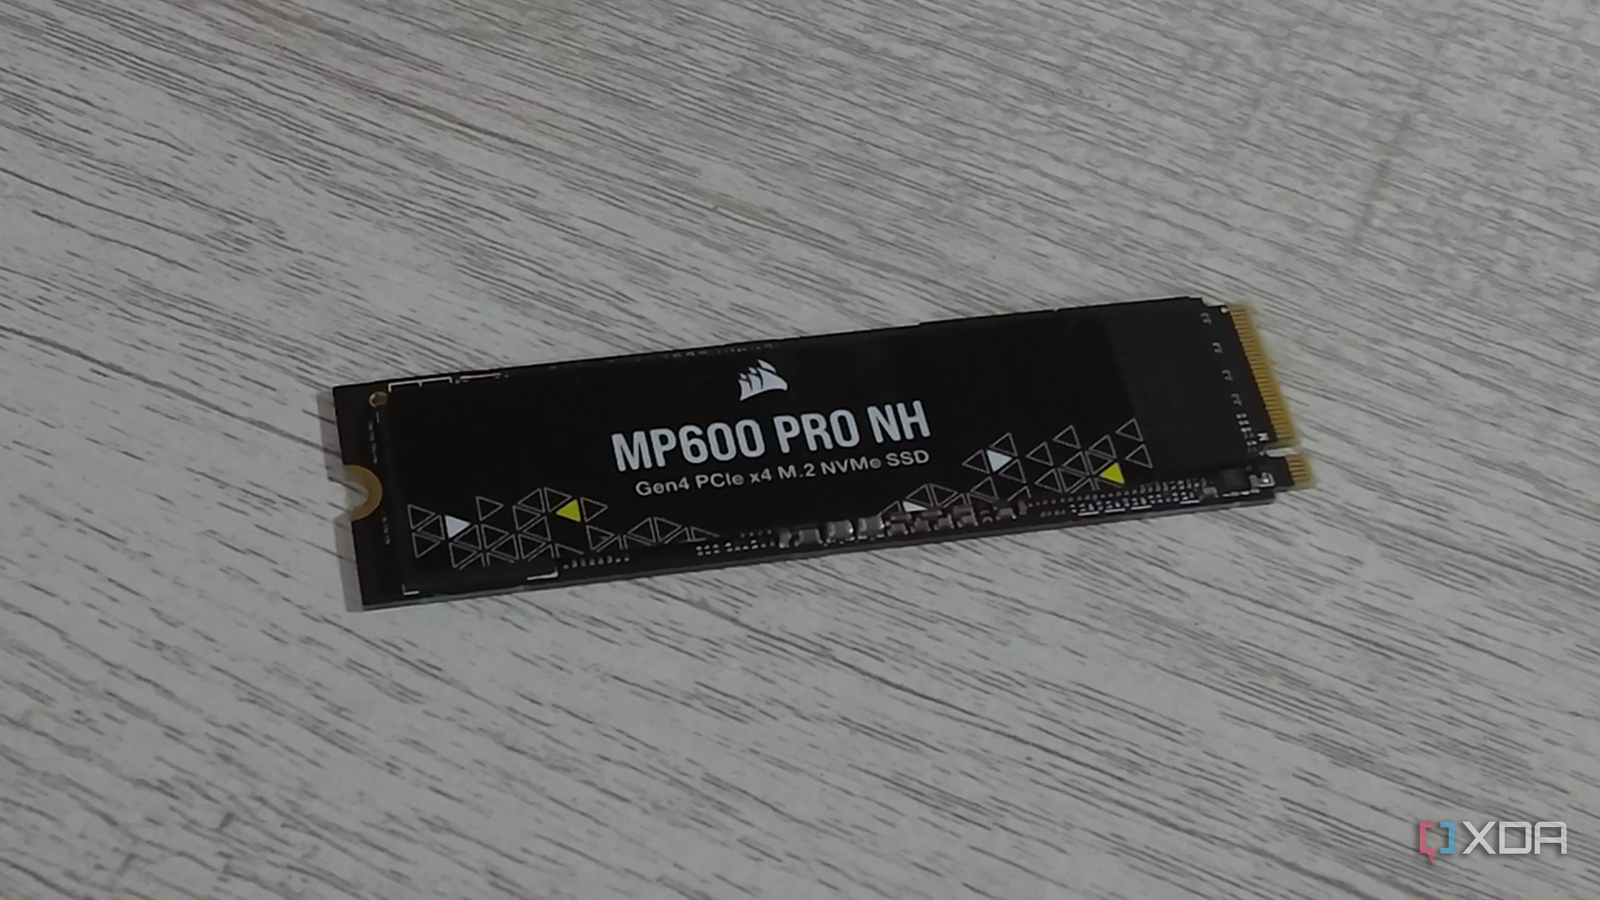 MP600 PRO NH
Gen4 PCIe x4 M.2 NVMe SSD
M
XDA